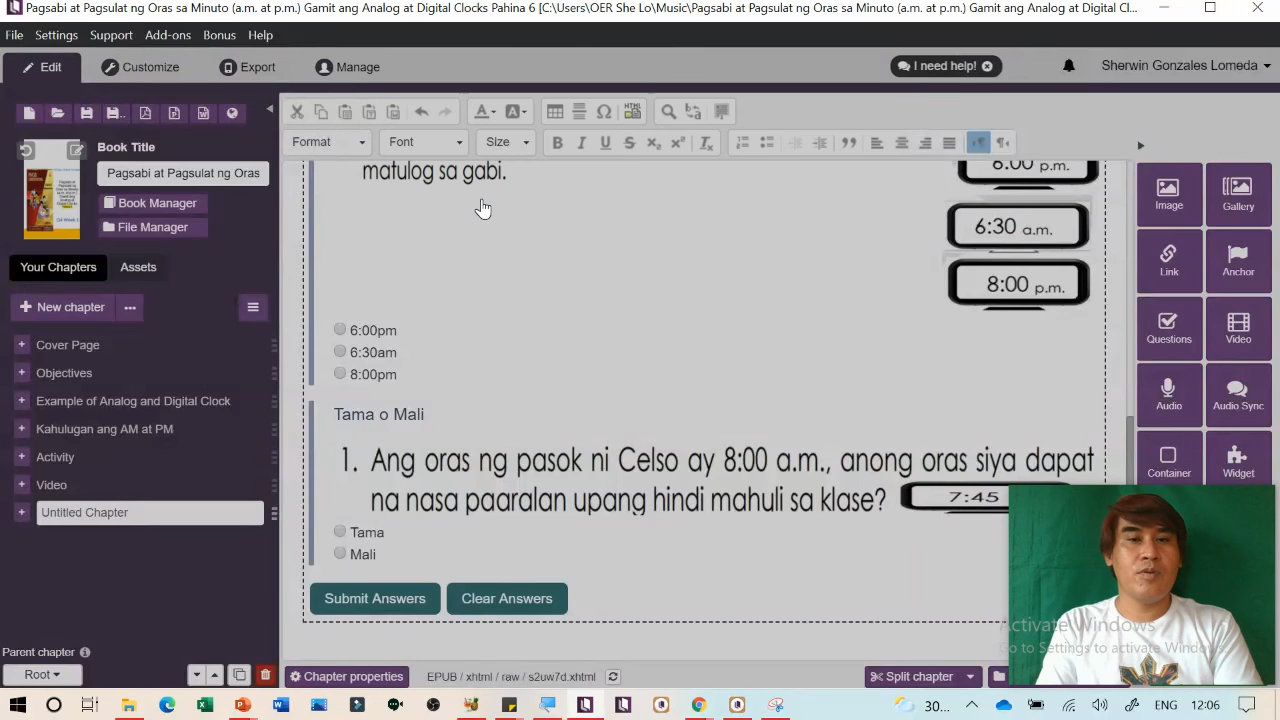 Pagsabi at Pagsulat ng Oras sa Minuto (a.m. at p.m.) Gamit ang Analog at Digital Clocks Pahina 6 [C:\Users\OER She Lo\Music\Pagsabi at Pagsulat ng Oras sa Minuto (a.m. at p.m.) Gamit ang Analog at Digital Cl...
File Settings Support Add-ons Bonus Help
Edit Customize Export Manage I need help! Sherwin Gonzales Lomeda
Format Font Size
Book Title
Pagsabi at Pagsulat ng Oras
Book Manager
File Manager
Your Chapters Assets
New chapter
Cover Page
Objectives
Example of Analog and Digital Clock
Kahulugan ang AM at PM
Activity
Video
Untitled Chapter
Parent chapter
Root
matulog sa gabi.
6:00 p.m.
6:30 a.m.
8:00 p.m.
6:00pm
6:30am
8:00pm
Tama o Mali
1. Ang oras ng pasok ni Celso ay 8:00 a.m., anong oras siya dapat
na nasa paaralan upang hindi mahuli sa klase? 7:45
Tama
Mali
Submit Answers Clear Answers
Chapter properties EPUB / xhtml / raw / s2uw7d.xhtml Split chapter
Image Gallery
Link Anchor
Questions Video
Audio Audio Sync
Container Widget
Activate Windows
Go to Settings to activate Windows.
30... ENG 12:06